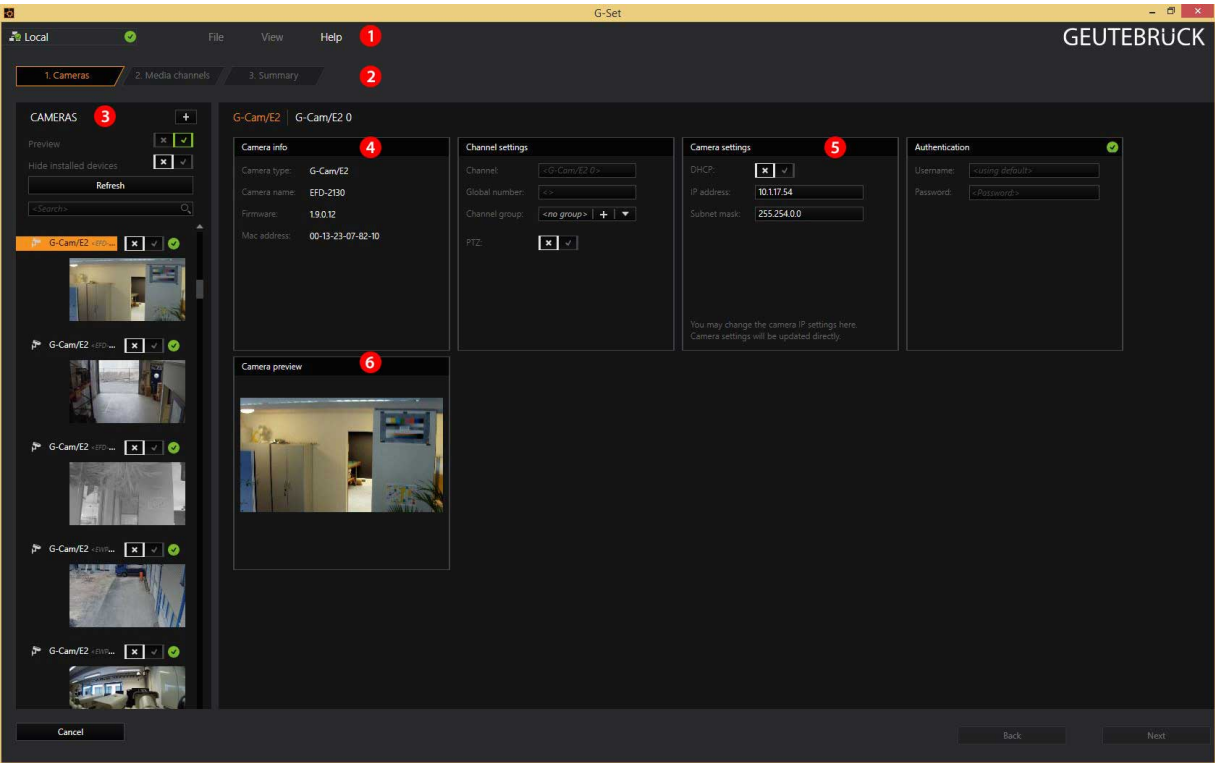 G-Set
Local File View Help 1 GEUTEBRÜCK
1. Cameras 2. Media channels 3. Summary 2
CAMERAS 3 +
Preview
Hide installed devices
Refresh
<Search>
G-Cam/E2 <EFD-...
G-Cam/E2 <EFD-...
G-Cam/E2 <EFD-...
G-Cam/E2 <EWP...
G-Cam/E2 <EWP...
G-Cam/E2 G-Cam/E2 0
Camera info 4
Camera type: G-Cam/E2
Camera name: EFD-2130
Firmware: 1.9.0.12
Mac address: 00-13-23-07-82-10
Channel settings
Channel: <G-Cam/E2 0>
Global number: <>
Channel group: <no group> +
PTZ:
Camera settings 5
DHCP:
IP address: 10.1.17.54
Subnet mask: 255.254.0.0
You may change the camera IP settings here.
Camera settings will be updated directly.
Authentication
Username: <using default>
Password: <Password>
Camera preview 6
Cancel Back Next